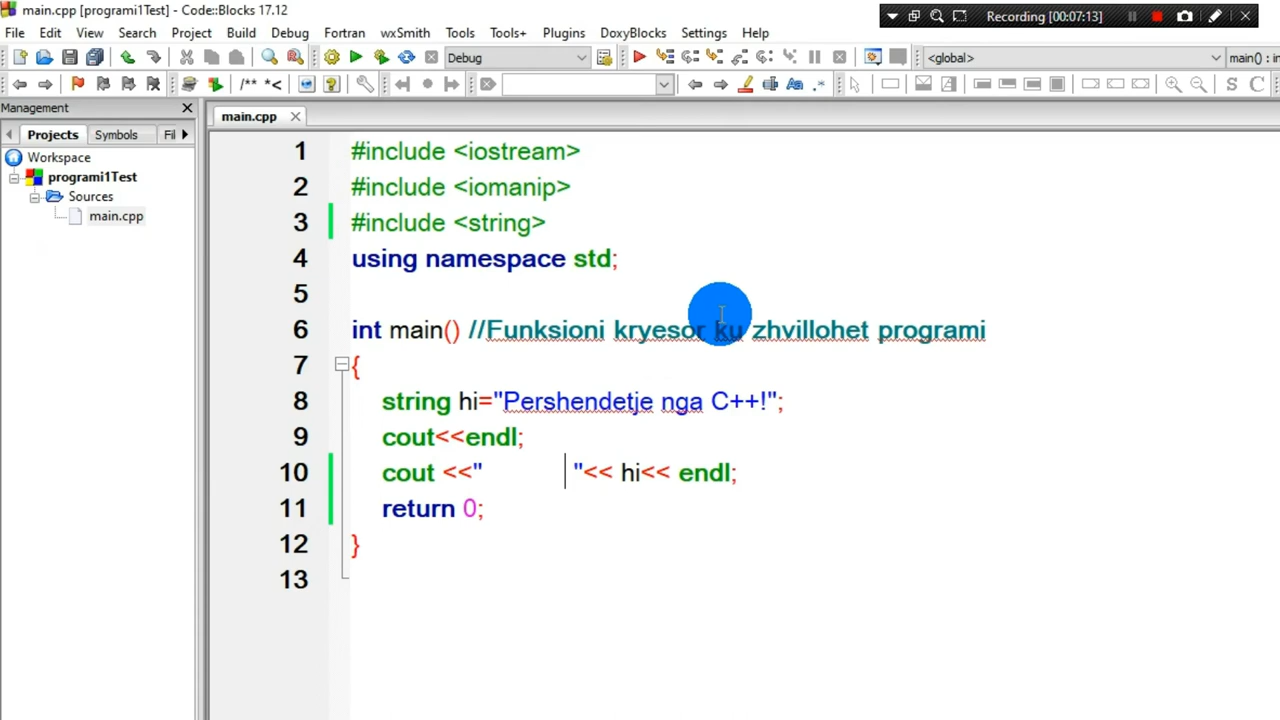 main.cpp [programi1Test] - Code::Blocks 17.12
Recording [00:07:13]
File Edit View Search Project Build Debug Fortran wxSmith Tools Tools+ Plugins DoxyBlocks Settings Help
Debug <global> main() : in
/** *<
Management
main.cpp
Projects Symbols Fil
Workspace
programi1Test
Sources
main.cpp
1 #include <iostream>
2 #include <iomanip>
3 #include <string>
4 using namespace std;
5
6 int main() //Funksioni kryesor ku zhvillohet programi
7 {
8 string hi="Pershendetje nga C++!";
9 cout<<endl;
10 cout <<"           "<< hi<< endl;
11 return 0;
12 }
13